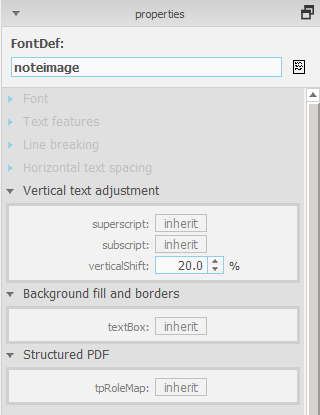 properties
FontDef:
noteimage
Font
Text features
Line breaking
Horizontal text spacing
Vertical text adjustment
superscript: inherit
subscript: inherit
verticalShift: 20.0 %
Background fill and borders
textBox: inherit
Structured PDF
tpRoleMap: inherit